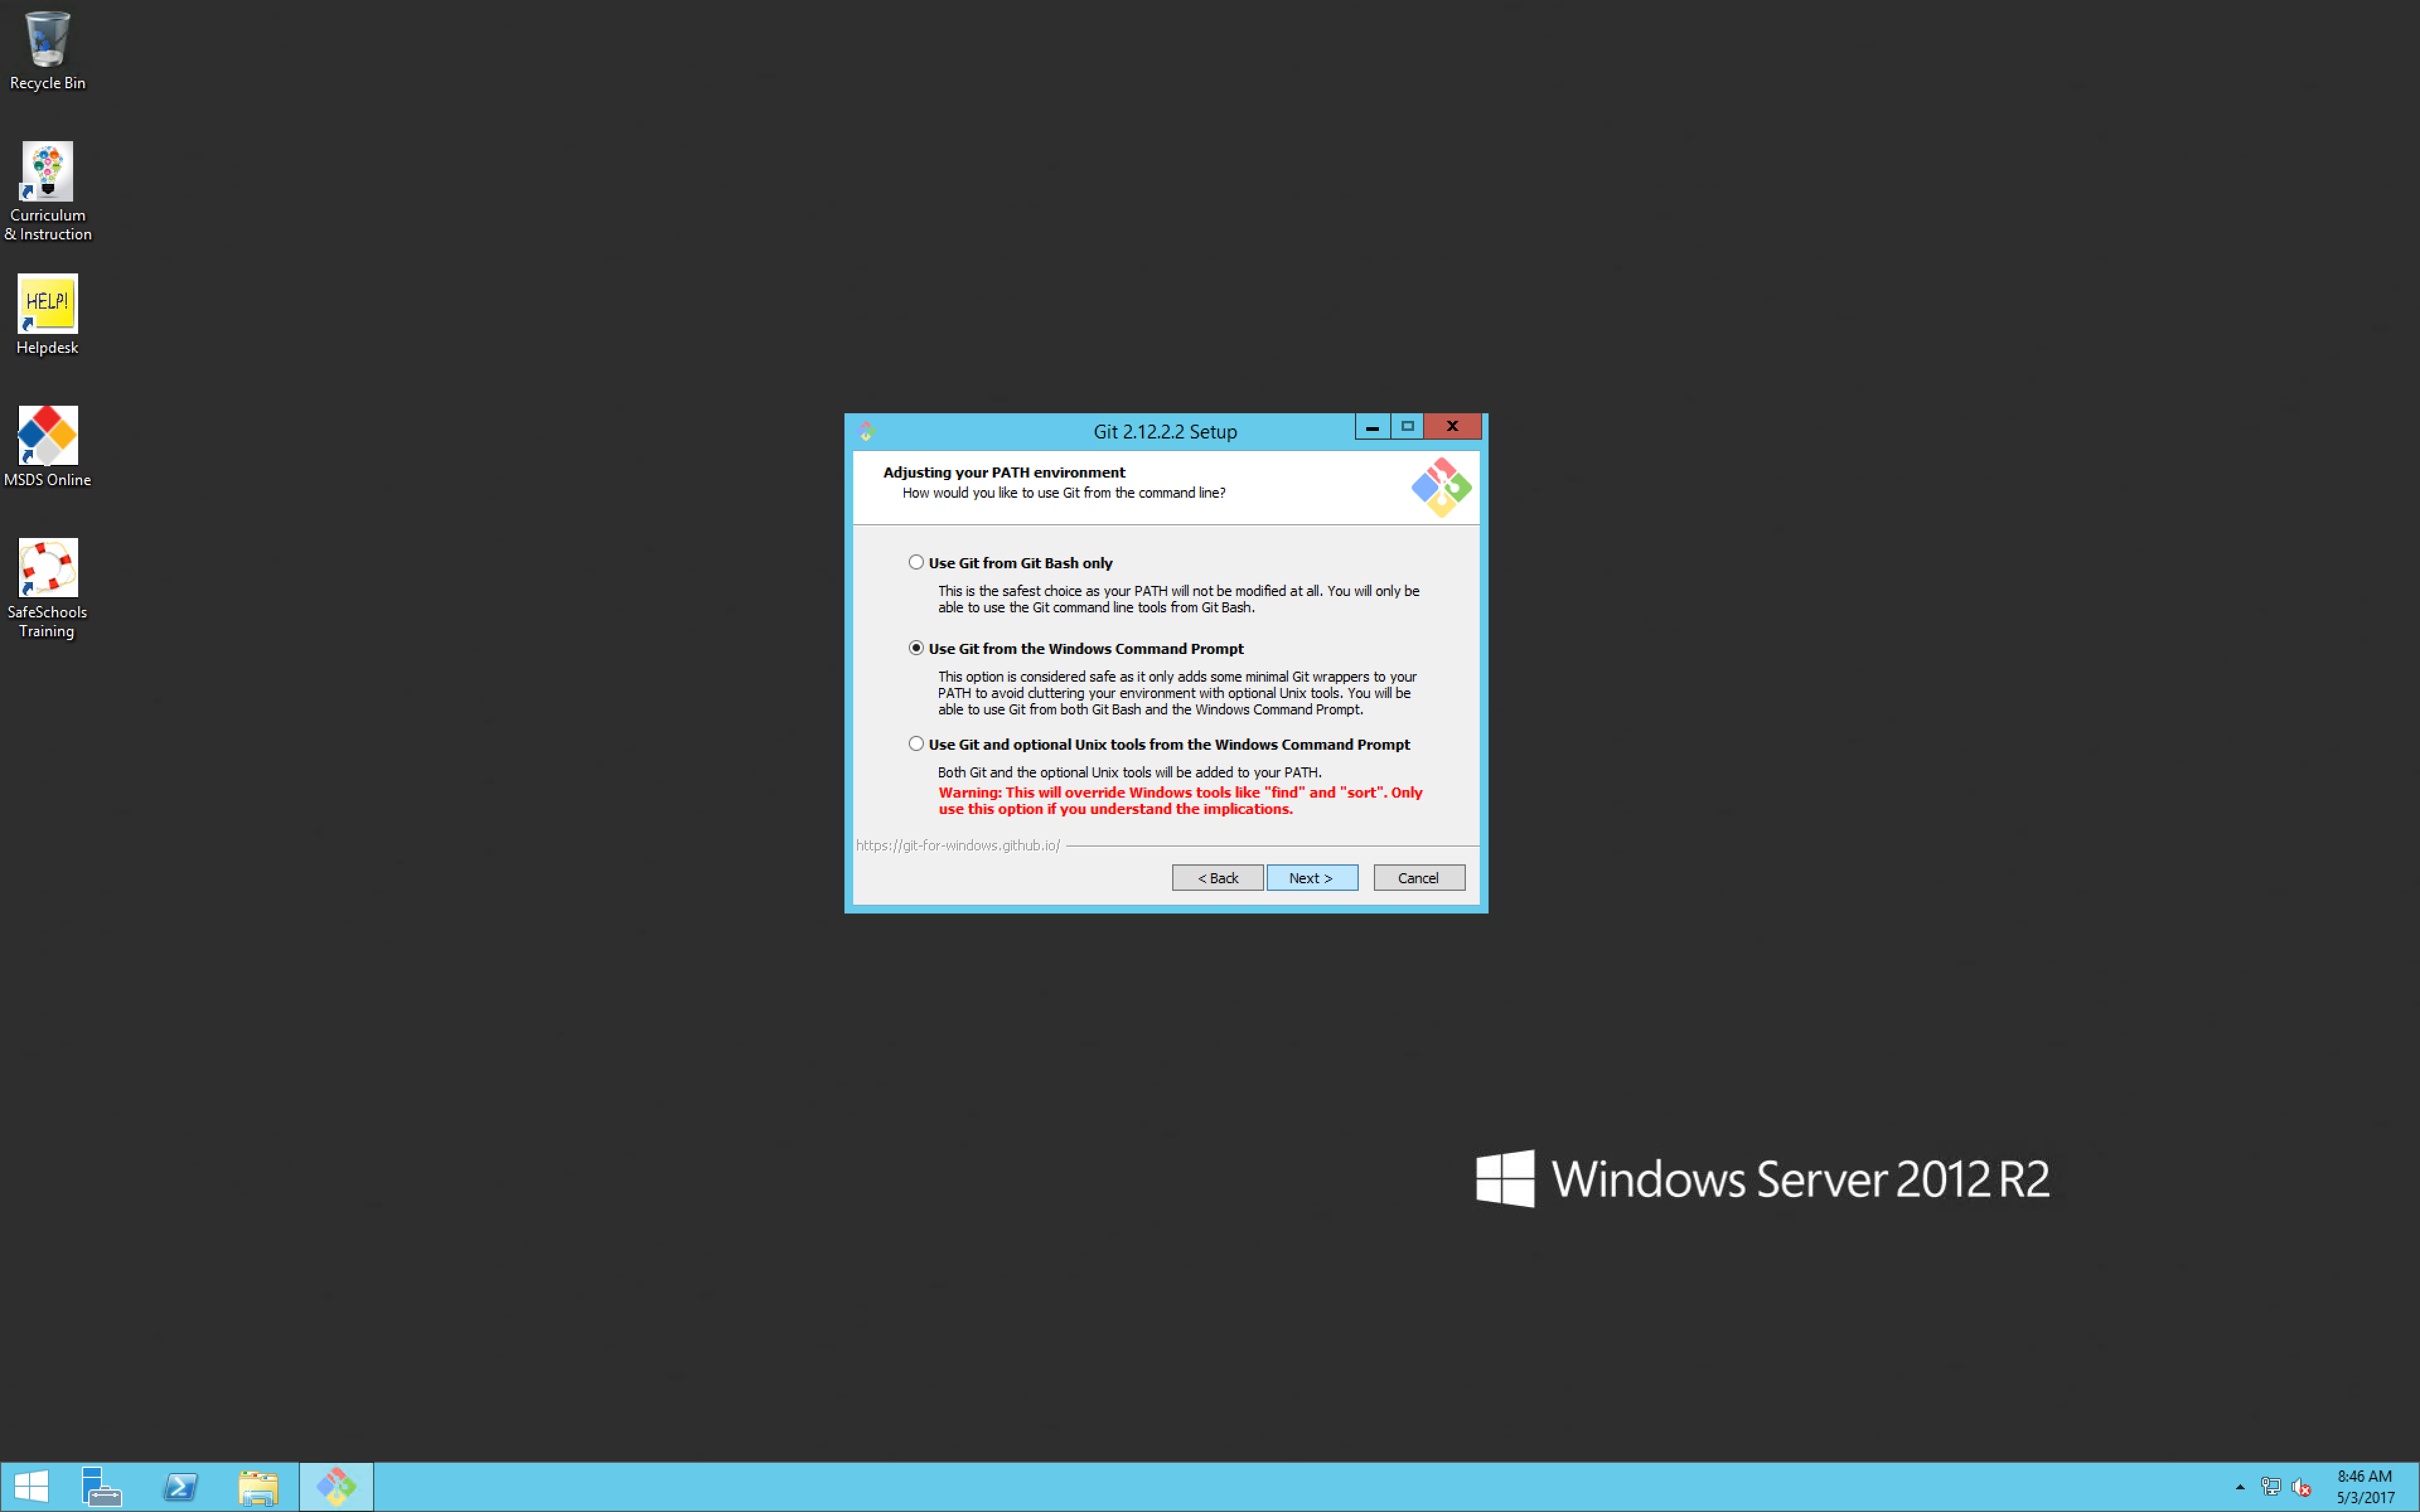 Recycle Bin
Curriculum
& Instruction
HELP!
Helpdesk
MSDS Online
SafeSchools
Training
Git 2.12.2.2 Setup
Adjusting your PATH environment
How would you like to use Git from the command line?
Use Git from Git Bash only
This is the safest choice as your PATH will not be modified at all. You will only be
able to use the Git command line tools from Git Bash.
Use Git from the Windows Command Prompt
This option is considered safe as it only adds some minimal Git wrappers to your
PATH to avoid cluttering your environment with optional Unix tools. You will be
able to use Git from both Git Bash and the Windows Command Prompt.
Use Git and optional Unix tools from the Windows Command Prompt
Both Git and the optional Unix tools will be added to your PATH.
Warning: This will override Windows tools like "find" and "sort". Only
use this option if you understand the implications.
https://git-for-windows.github.io/
< Back
Next >
Cancel
Windows Server 2012 R2
8:46 AM
5/3/2017